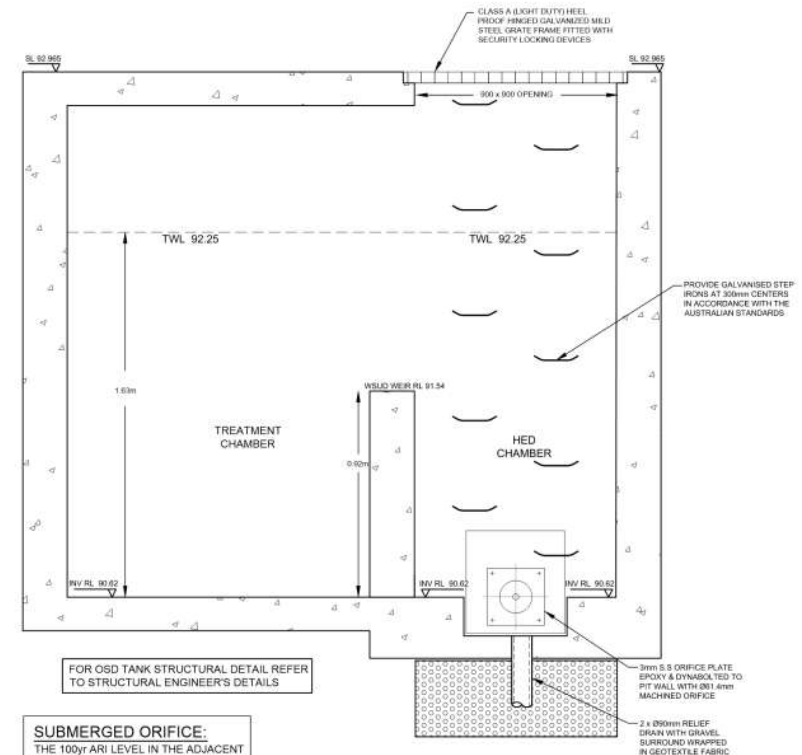 CLASS A (LIGHT DUTY) HEEL
PROOF HINGED GALVANIZED MILD
STEEL GRATE FRAME FITTED WITH
SECURITY LOCKING DEVICES
SL 92.965
SL 92.965
900 x 900 OPENING
TWL 92.25
TWL 92.25
PROVIDE GALVANISED STEP
IRONS AT 300mm CENTERS
IN ACCORDANCE WITH THE
AUSTRALIAN STANDARDS
1.63m
WSUD WEIR RL 91.54
TREATMENT
CHAMBER
HED
CHAMBER
0.92m
INV RL 90.62
INV RL 90.62
INV RL 90.62
FOR OSD TANK STRUCTURAL DETAIL REFER
TO STRUCTURAL ENGINEER'S DETAILS
3mm S.S ORIFICE PLATE
EPOXY & DYNABOLTED TO
PIT WALL WITH Ø61.4mm
MACHINED ORIFICE
2 x Ø90mm RELIEF
DRAIN WITH GRAVEL
SURROUND WRAPPED
IN GEOTEXTILE FABRIC
SUBMERGED ORIFICE:
THE 100yr ARI LEVEL IN THE ADJACENT